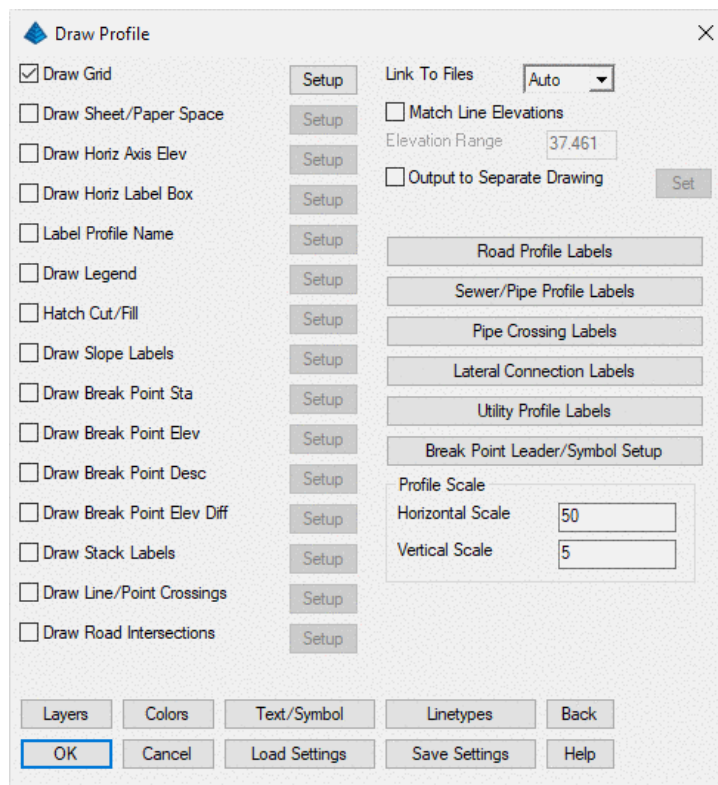 Draw Profile
Draw Grid
Setup
Draw Sheet/Paper Space
Setup
Draw Horiz Axis Elev
Setup
Draw Horiz Label Box
Setup
Label Profile Name
Setup
Draw Legend
Setup
Hatch Cut/Fill
Setup
Draw Slope Labels
Setup
Draw Break Point Sta
Setup
Draw Break Point Elev
Setup
Draw Break Point Desc
Setup
Draw Break Point Elev Diff
Setup
Draw Stack Labels
Setup
Draw Line/Point Crossings
Setup
Draw Road Intersections
Setup
Link To Files
Auto
Match Line Elevations
Elevation Range
37.461
Output to Separate Drawing
Set
Road Profile Labels
Sewer/Pipe Profile Labels
Pipe Crossing Labels
Lateral Connection Labels
Utility Profile Labels
Break Point Leader/Symbol Setup
Profile Scale
Horizontal Scale
50
Vertical Scale
5
Layers
Colors
Text/Symbol
Linetypes
Back
OK
Cancel
Load Settings
Save Settings
Help